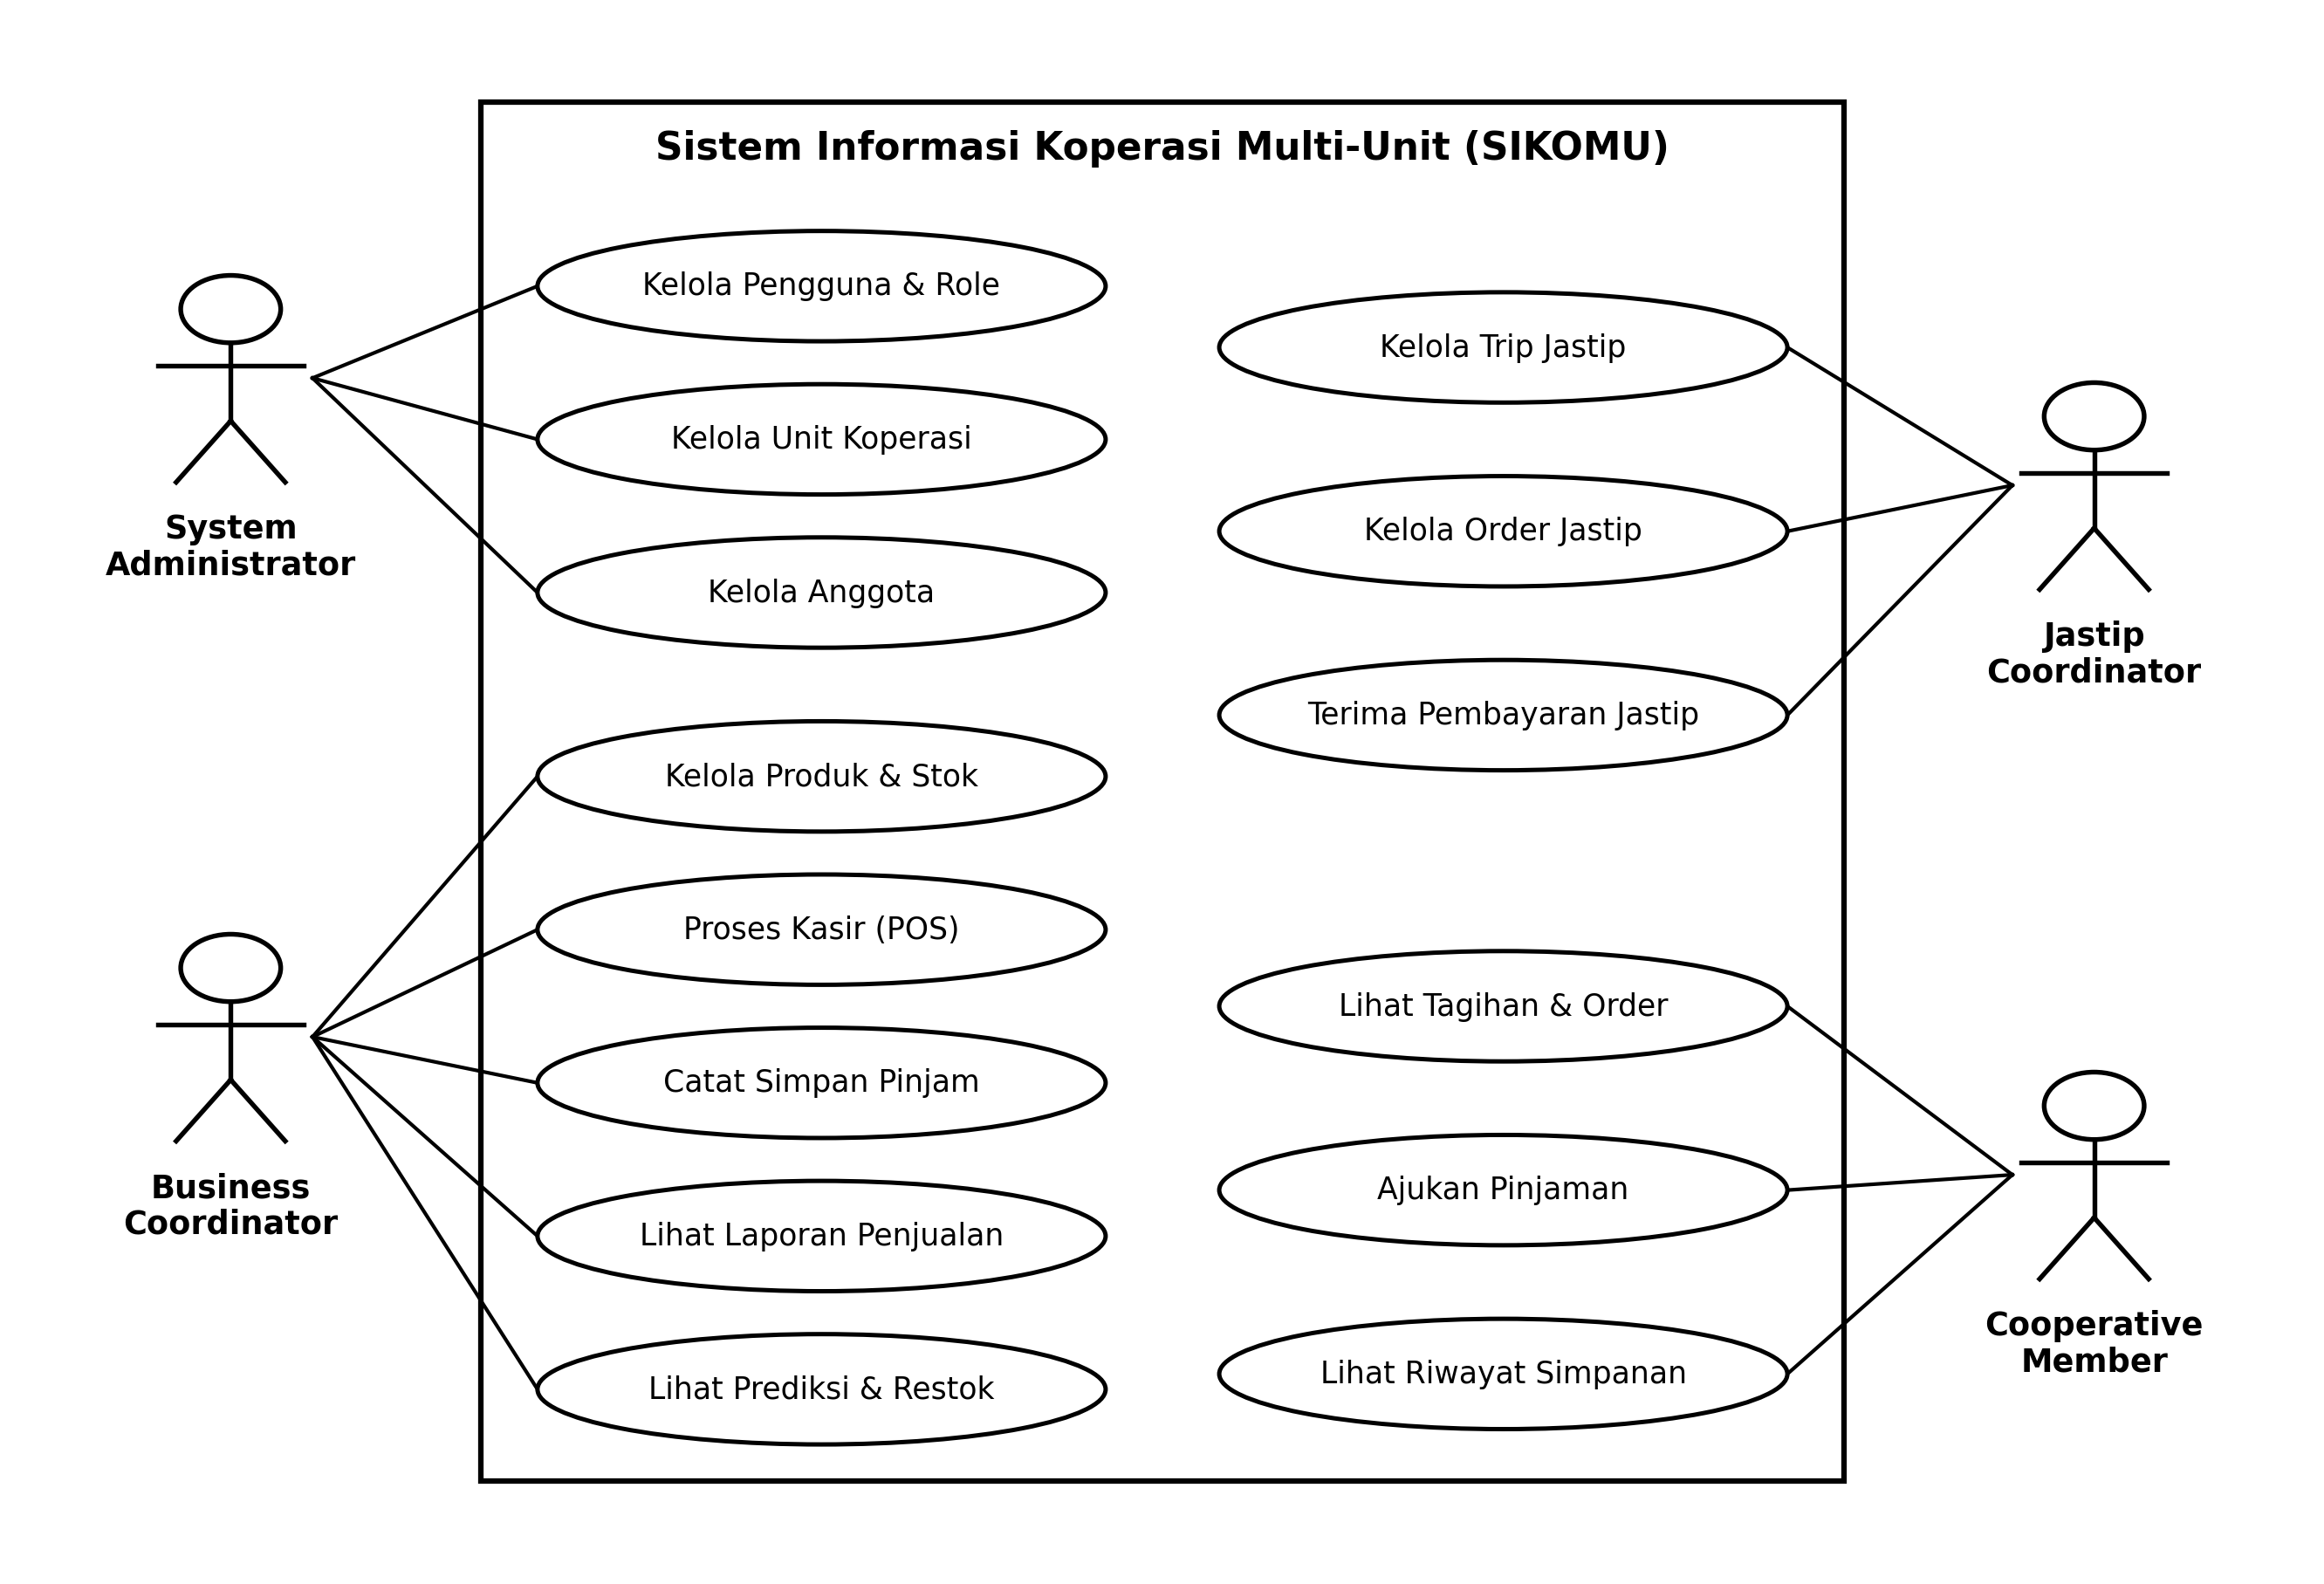 Sistem Informasi Koperasi Multi-Unit (SIKOMU)
System
Administrator
Kelola Pengguna & Role
Kelola Unit Koperasi
Kelola Anggota
Business
Coordinator
Kelola Produk & Stok
Proses Kasir (POS)
Catat Simpan Pinjam
Lihat Laporan Penjualan
Lihat Prediksi & Restok
Kelola Trip Jastip
Kelola Order Jastip
Terima Pembayaran Jastip
Jastip
Coordinator
Lihat Tagihan & Order
Ajukan Pinjaman
Lihat Riwayat Simpanan
Cooperative
Member